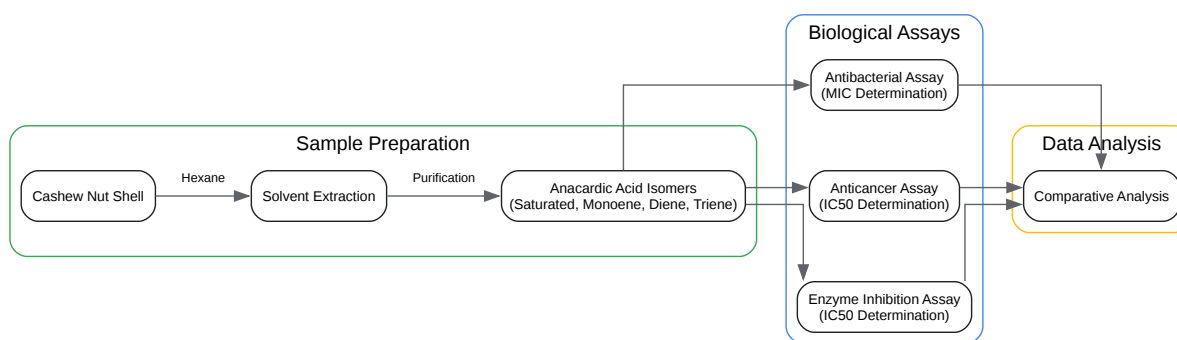 Sample Preparation
Cashew Nut Shell
Hexane
Solvent Extraction
Purification
Anacardic Acid Isomers
(Saturated, Monoene, Diene, Triene)
Biological Assays
Antibacterial Assay
(MIC Determination)
Anticancer Assay
(IC50 Determination)
Enzyme Inhibition Assay
(IC50 Determination)
Data Analysis
Comparative Analysis